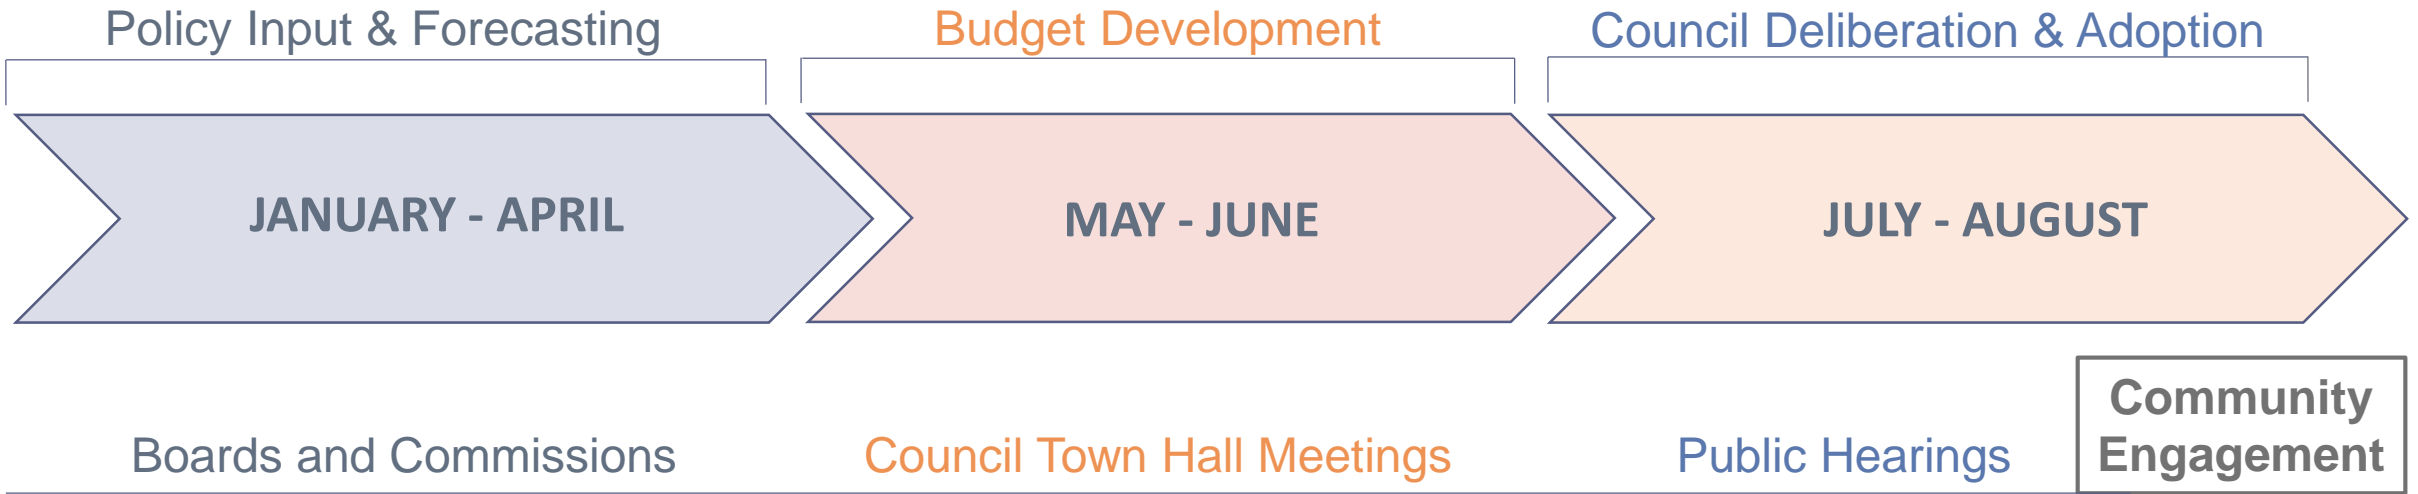 Policy Input & Forecasting
Budget Development
Council Deliberation & Adoption
JANUARY - APRIL
MAY - JUNE
JULY - AUGUST
Boards and Commissions
Council Town Hall Meetings
Public Hearings
Community
Engagement